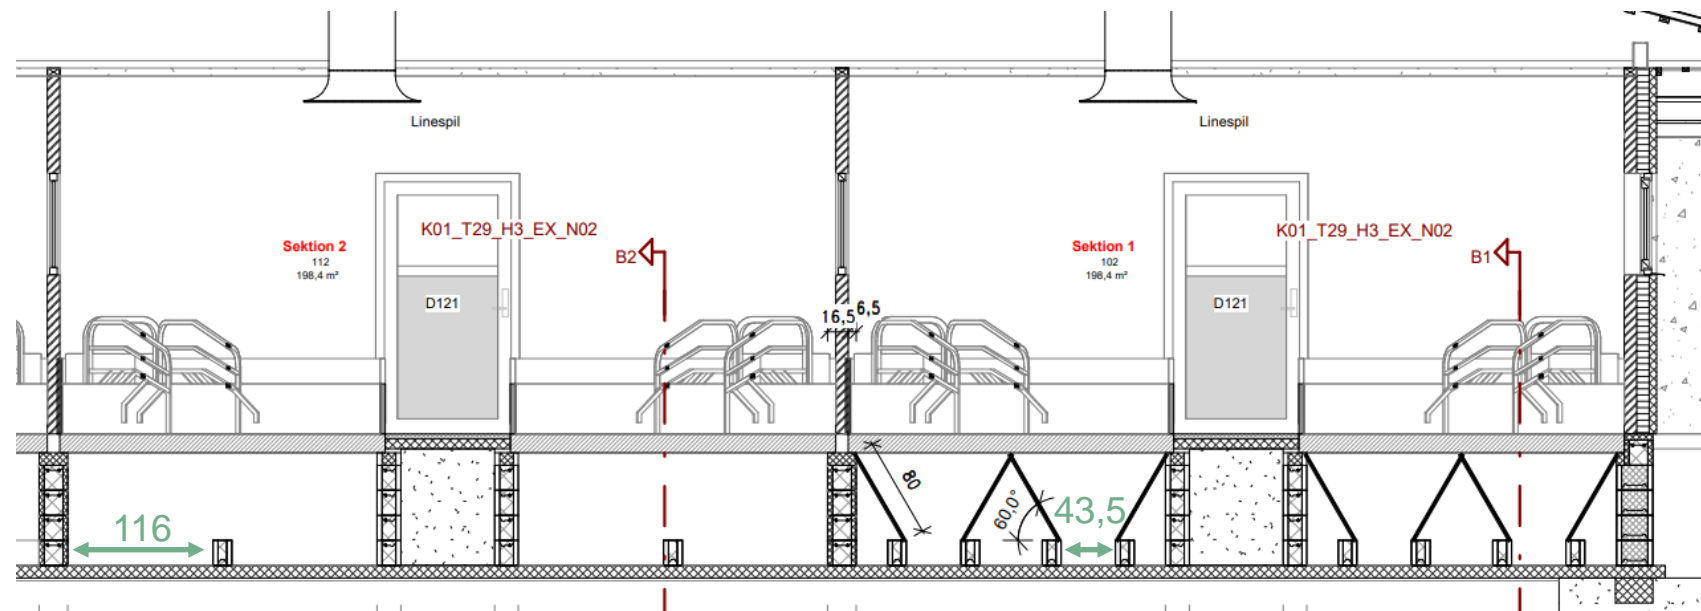 Linespil
Linespil
K01_T29_H3_EX_N02
K01_T29_H3_EX_N02
Sektion 2
112
198,4 m²
B2
Sektion 1
102
198,4 m²
B1
D121
D121
16,5
6,5
80
60,0°
116
43,5